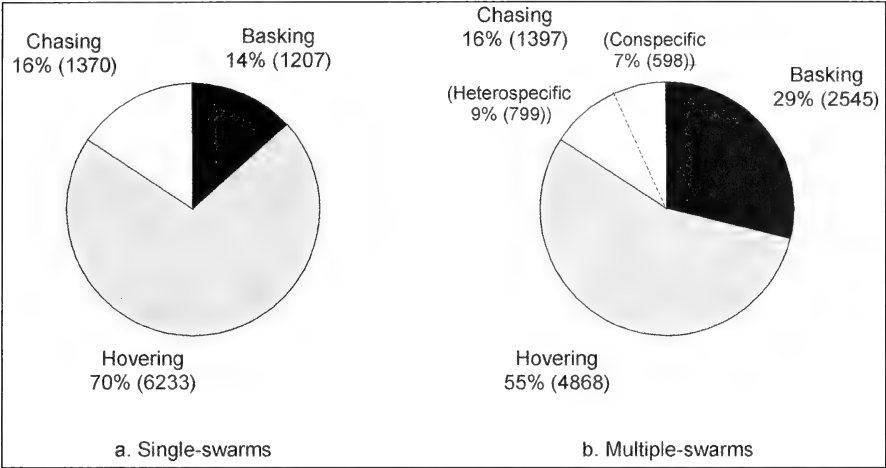 Chasing
16% (1370)
Basking
14% (1207)
Hovering
70% (6233)
a. Single-swarms
Chasing
16% (1397)
(Conspecific
7% (598))
(Heterospecific
9% (799))
Basking
29% (2545)
Hovering
55% (4868)
b. Multiple-swarms